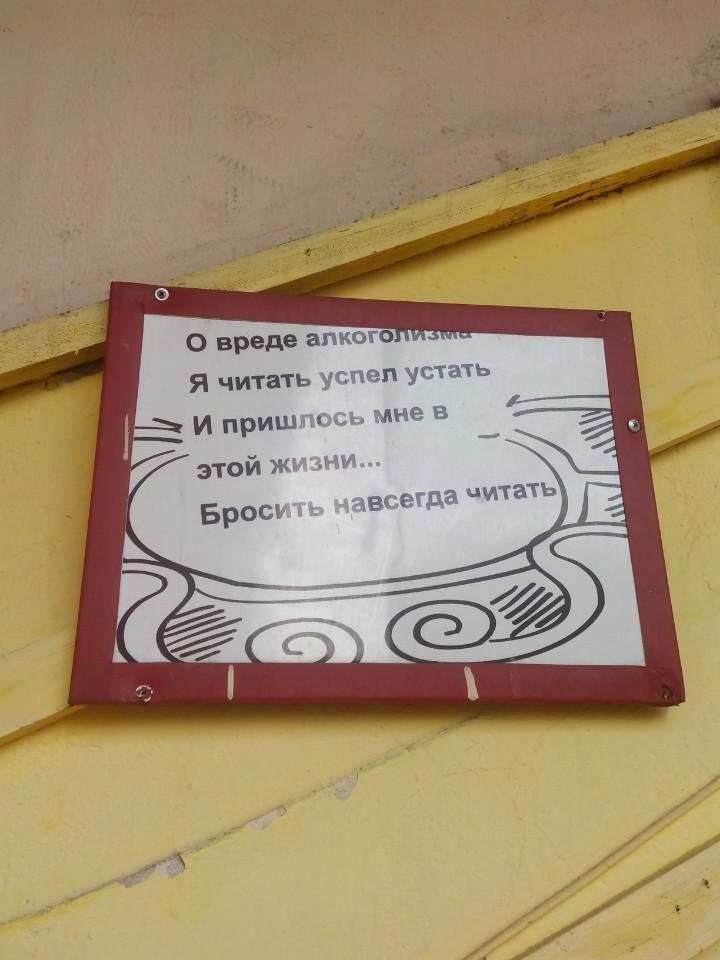 О вреде алкоголизма
Я читать успел устать
И пришлось мне в
этой жизни...
Бросить навсегда читать